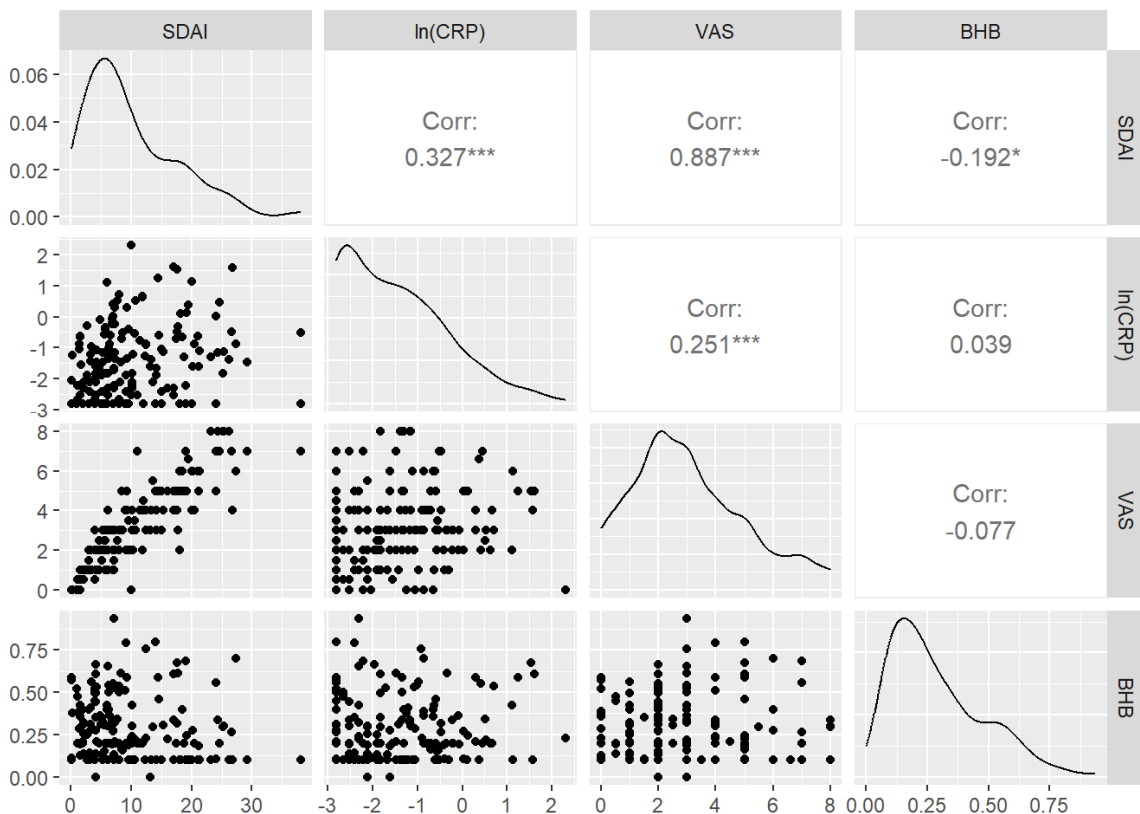 SDAI ln(CRP) VAS BHB
0.06
0.04
0.02
0.00
Corr:
0.327***
Corr:
0.887***
Corr:
-0.192*
SDAI
2
1
0
-1
-2
-3
Corr:
0.251***
Corr:
0.039
ln(CRP)
8
6
4
2
0
Corr:
-0.077
VAS
0.75
0.50
0.25
0.00
BHB
0 10 20 30
-3 -2 -1 0 1 2
0 2 4 6 8
0.00 0.25 0.50 0.75